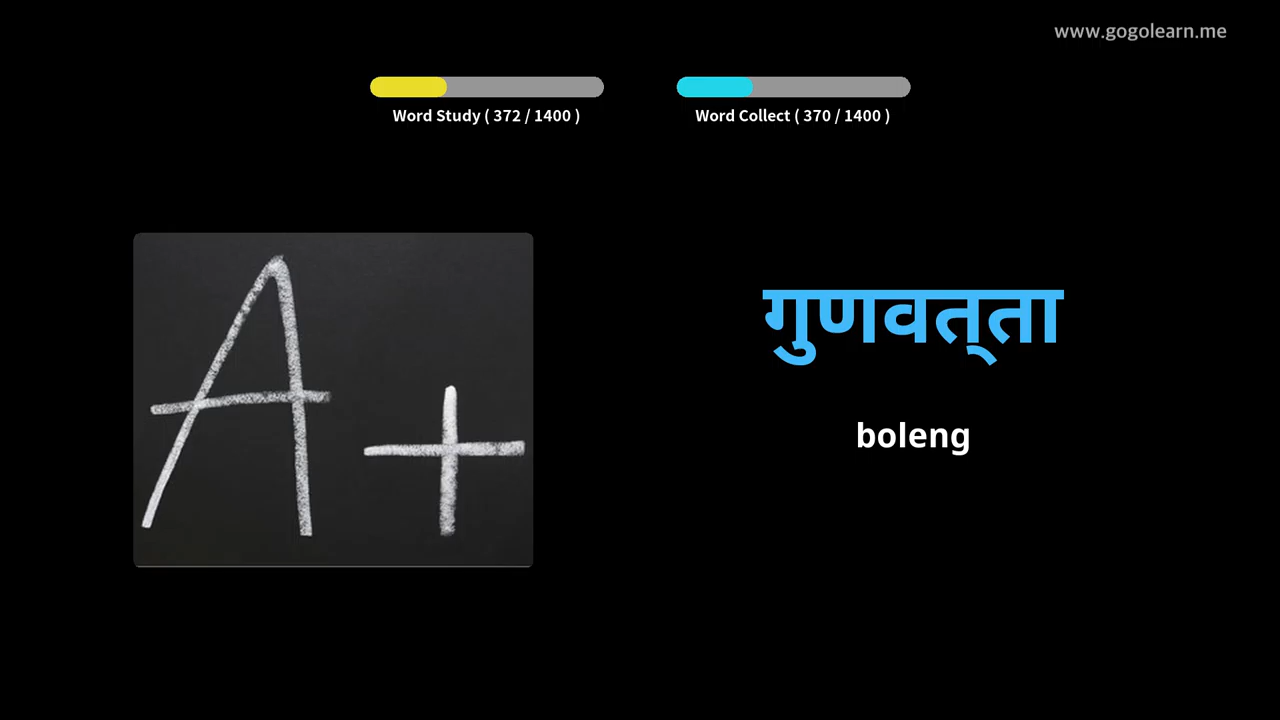 www.gogolearn.me
Word Study ( 372 / 1400 )
Word Collect ( 370 / 1400 )
A+
गुणवत्‌ता
boleng